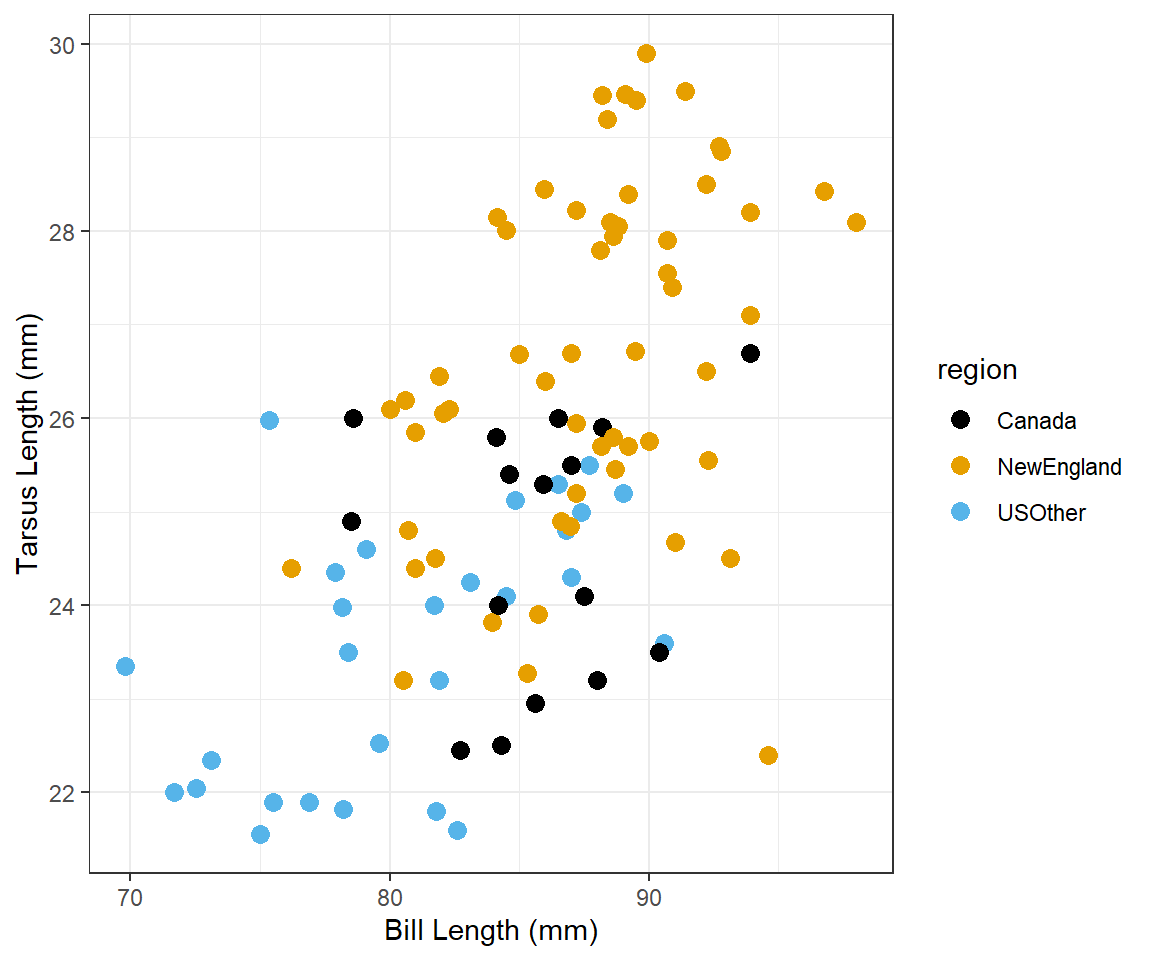 30
28
26
24
22
Tarsus Length (mm)
70 80 90
Bill Length (mm)
region
Canada
NewEngland
USOther